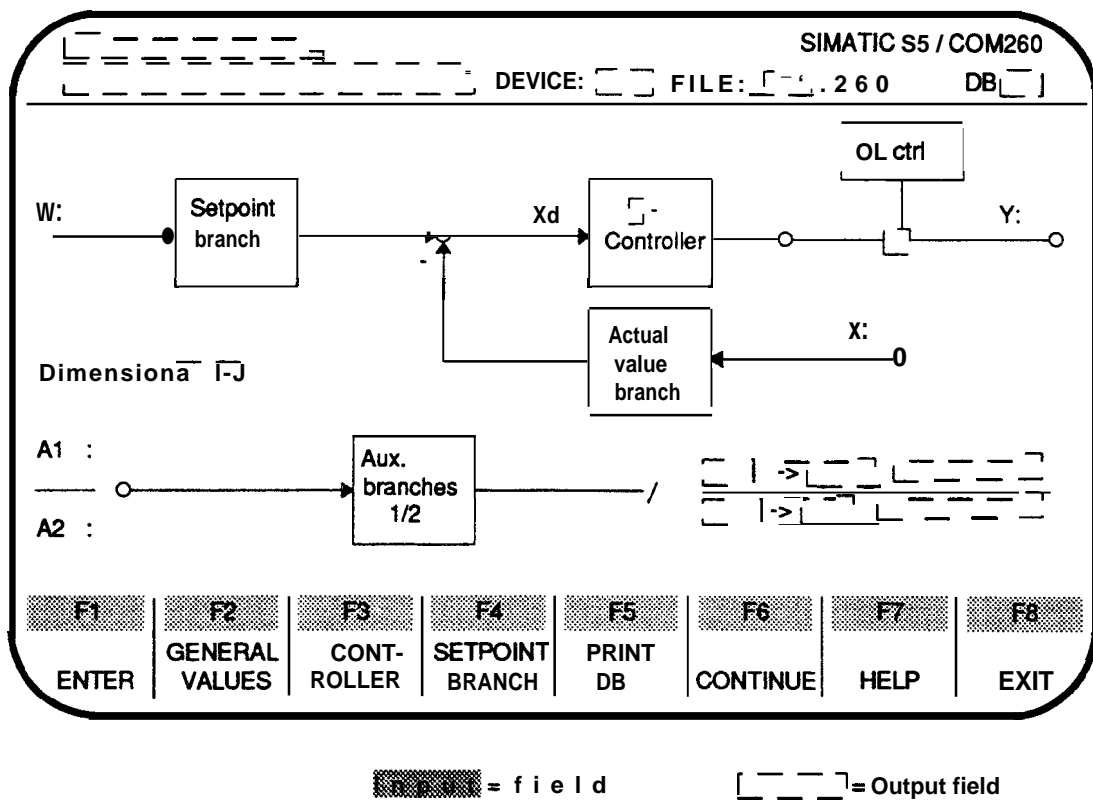 SIMATIC S5 / COM260
DEVICE: FILE: .260 DB
OL ctrl
W:
Setpoint
branch
Xd
-
Controller
Y:
-
Actual
value
branch
X:
0
Dimensiona
A1 :
Aux.
branches
1/2
/
A2 :
| ->
| ->
F1 F2 F3 F4 F5 F6 F7 F8
ENTER
GENERAL
VALUES
CONT-
ROLLER
SETPOINT
BRANCH
PRINT
DB
CONTINUE
HELP
EXIT
Input = field
= Output field